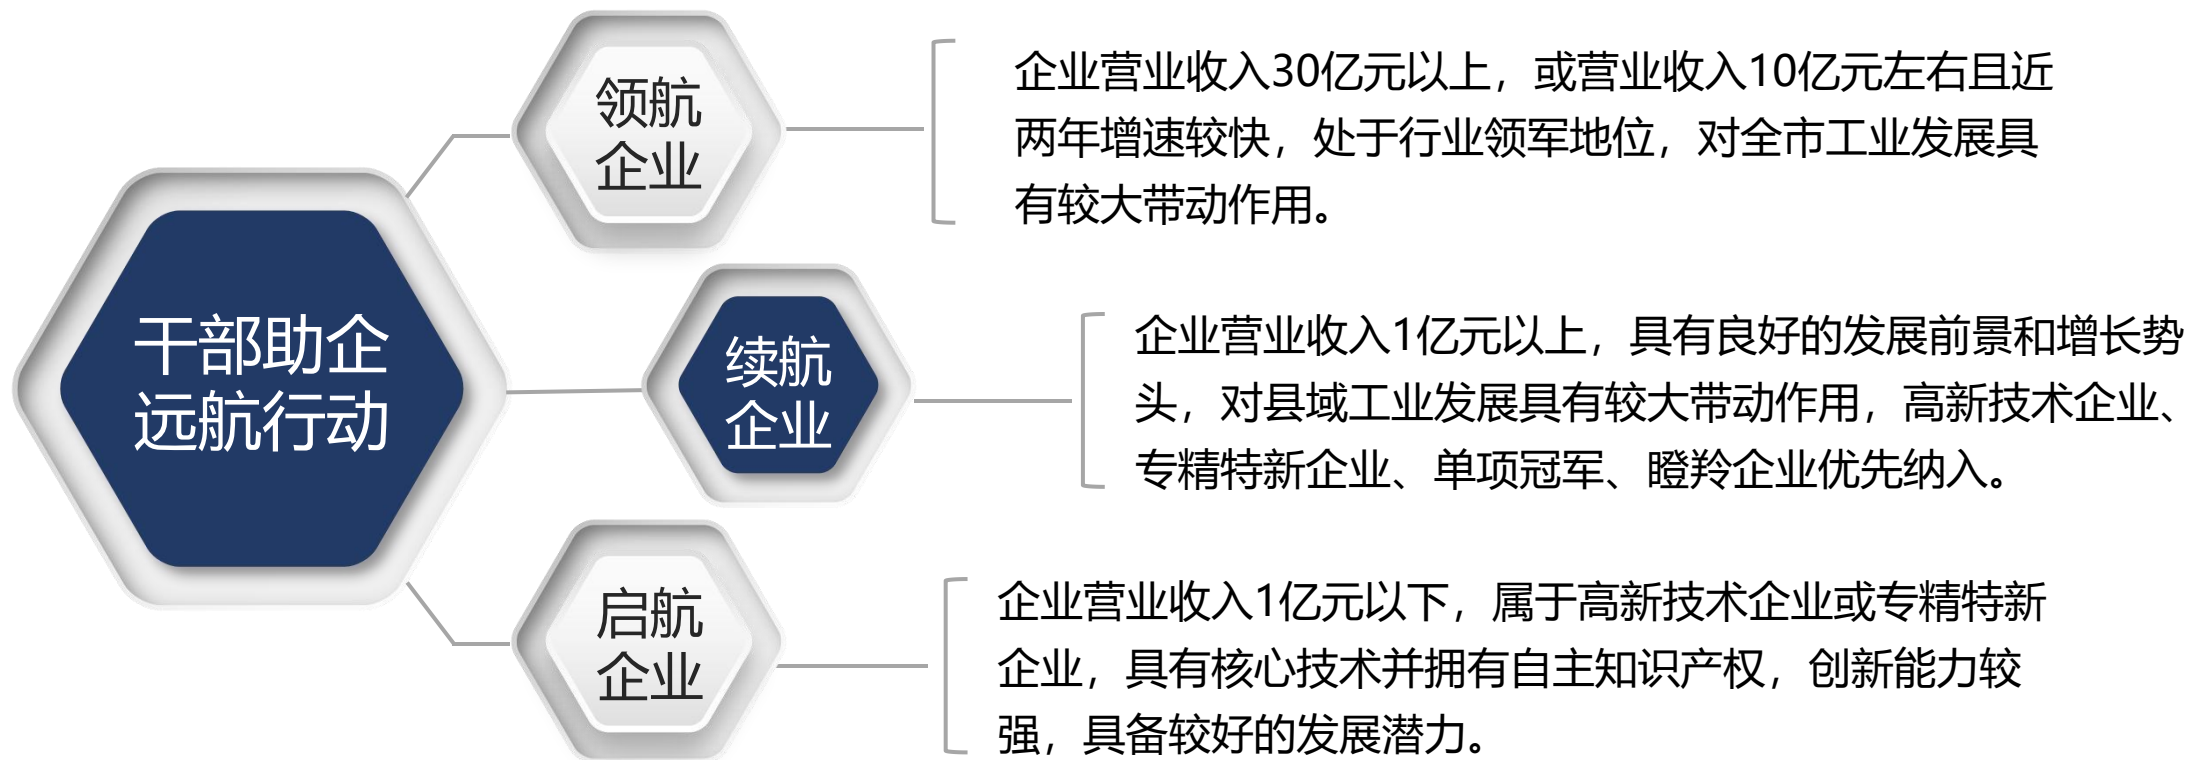 干部助企
远航行动
领航
企业
企业营业收入30亿元以上，或营业收入10亿元左右且近
两年增速较快，处于行业领军地位，对全市工业发展具
有较大带动作用。
续航
企业
企业营业收入1亿元以上，具有良好的发展前景和增长势
头，对县域工业发展具有较大带动作用，高新技术企业、
专精特新企业、单项冠军、瞪羚企业优先纳入。
启航
企业
企业营业收入1亿元以下，属于高新技术企业或专精特新
企业，具有核心技术并拥有自主知识产权，创新能力较
强，具备较好的发展潜力。